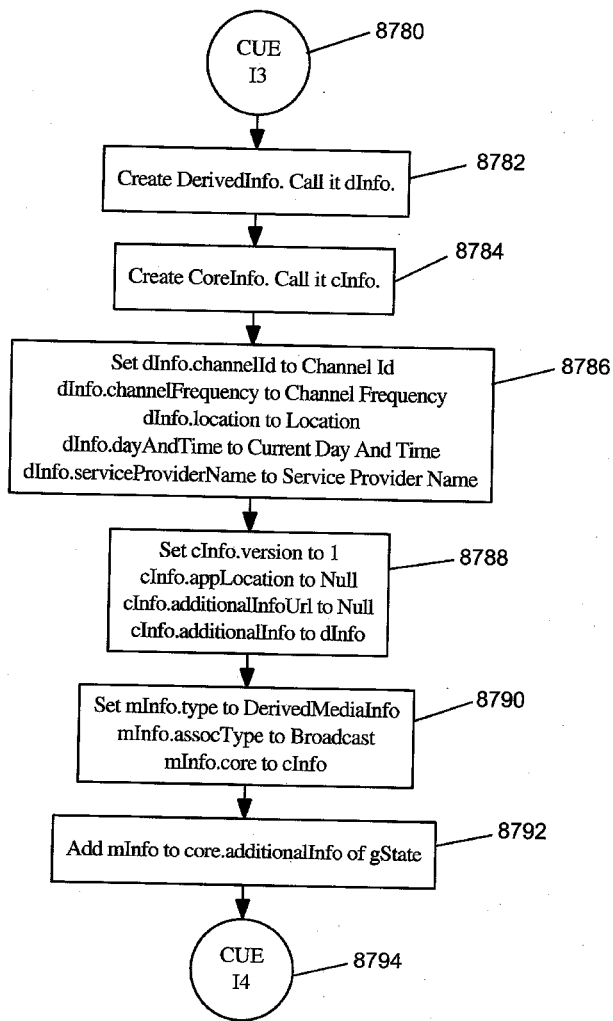 CUE
I3
8780
Create DerivedInfo. Call it dInfo.
8782
Create CoreInfo. Call it cInfo.
8784
Set dInfo.channelId to Channel Id
dInfo.channelFrequency to Channel Frequency
dInfo.location to Location
dInfo.dayAndTime to Current Day And Time
dInfo.serviceProviderName to Service Provider Name
8786
Set cInfo.version to 1
cInfo.appLocation to Null
cInfo.additionalInfoUrl to Null
cInfo.additionalInfo to dInfo
8788
Set mInfo.type to DerivedMediaInfo
mInfo.assocType to Broadcast
mInfo.core to cInfo
8790
Add mInfo to core.additionalInfo of gState
8792
CUE
I4
8794